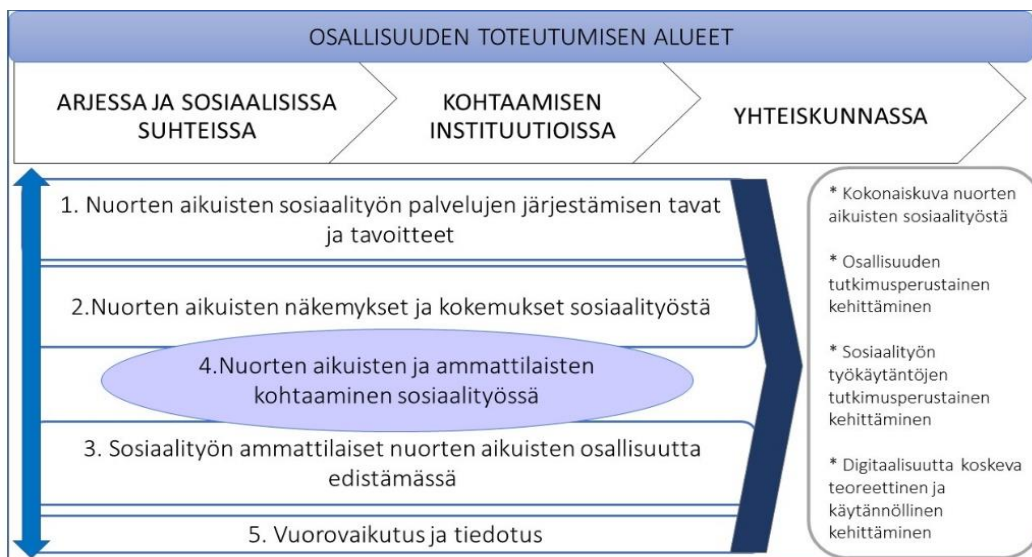 OSALLISUUDEN TOTEUTUMISEN ALUEET
ARJESSA JA SOSIAALISISSA
SUHTEISSA
KOHTAAMISEN
INSTITUUTIOISSA
YHTEISKUNNASSA
1. Nuorten aikuisten sosiaalityön palvelujen järjestämisen tavat
ja tavoitteet
2.Nuorten aikuisten näkemykset ja kokemukset sosiaalityöstä
4.Nuorten aikuisten ja ammattilaisten
kohtaaminen sosiaalityössä
3. Sosiaalityön ammattilaiset nuorten aikuisten osallisuutta
edistämässä
5. Vuorovaikutus ja tiedotus
* Kokonaiskuva nuorten
aikuisten sosiaalityöstä
* Osallisuuden
tutkimusperustainen
kehittäminen
* Sosiaalityön
työkäytäntöjen
tutkimusperustainen
kehittäminen
* Digitaalisuutta koskeva
teoreettinen ja
käytännöllinen
kehittäminen